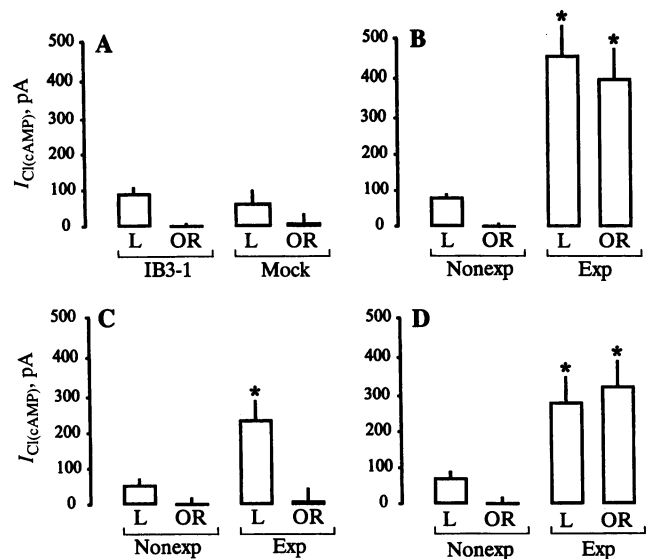 A
500
400
300
200
100
0
I_Cl(cAMP), pA
L OR L OR
IB3-1 Mock
B
500
400
300
200
100
0
* *
L OR L OR
Nonexp Exp
C
500
400
300
200
100
0
I_Cl(cAMP), pA
*
L OR L OR
Nonexp Exp
D
500
400
300
200
100
0
* *
L OR L OR
Nonexp Exp